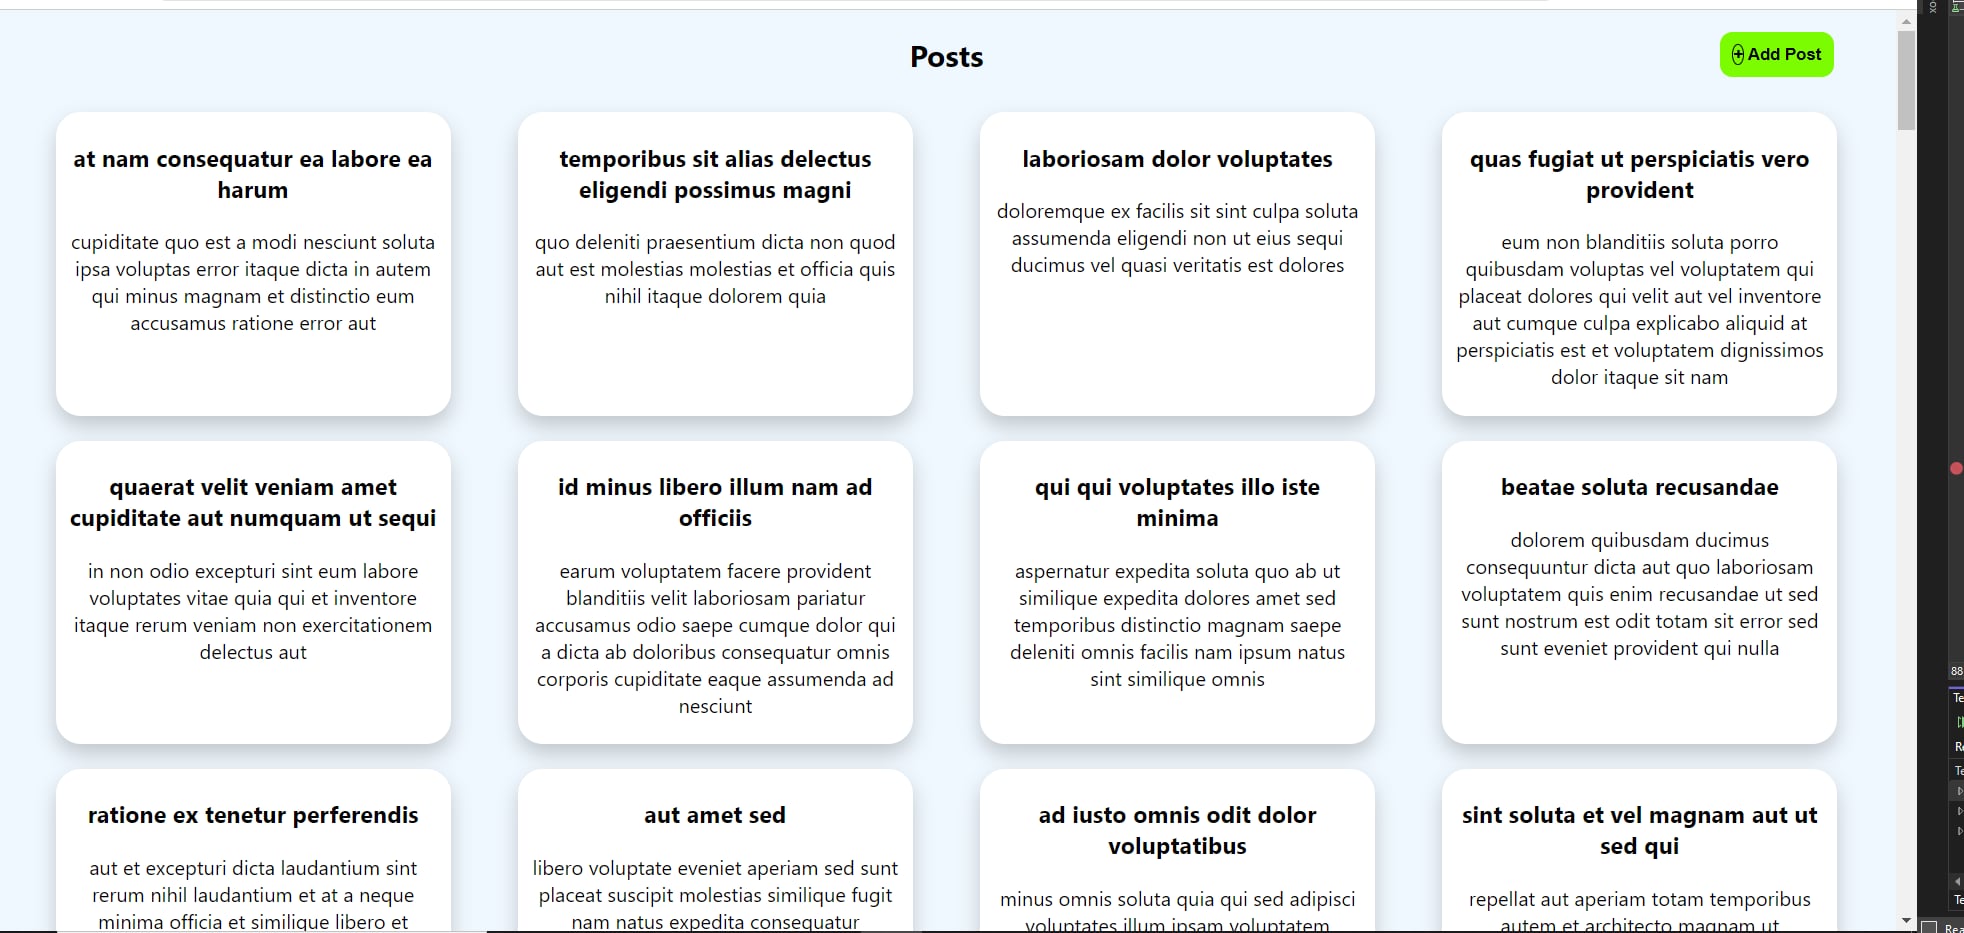 Posts
+ Add Post
at nam consequatur ea labore ea
harum
cupiditate quo est a modi nesciunt soluta
ipsa voluptas error itaque dicta in autem
qui minus magnam et distinctio eum
accusamus ratione error aut
temporibus sit alias delectus
eligendi possimus magni
quo deleniti praesentium dicta non quod
aut est molestias molestias et officia quis
nihil itaque dolorem quia
laboriosam dolor voluptates
doloremque ex facilis sit sint culpa soluta
assumenda eligendi non ut eius sequi
ducimus vel quasi veritatis est dolores
quas fugiat ut perspiciatis vero
provident
eum non blanditiis soluta porro
quibusdam voluptas vel voluptatem qui
placeat dolores qui velit aut vel inventore
aut cumque culpa explicabo aliquid at
perspiciatis est et voluptatem dignissimos
dolor itaque sit nam
quaerat velit veniam amet
cupiditate aut numquam ut sequi
in non odio excepturi sint eum labore
voluptates vitae quia qui et inventore
itaque rerum veniam non exercitationem
delectus aut
id minus libero illum nam ad
officiis
earum voluptatem facere provident
blanditiis velit laboriosam pariatur
accusamus odio saepe cumque dolor qui
a dicta ab doloribus consequatur omnis
corporis cupiditate eaque assumenda ad
nesciunt
qui qui voluptates illo iste
minima
aspernatur expedita soluta quo ab ut
similique expedita dolores amet sed
temporibus distinctio magnam saepe
deleniti omnis facilis nam ipsum natus
sint similique omnis
beatae soluta recusandae
dolorem quibusdam ducimus
consequuntur dicta aut quo laboriosam
voluptatem quis enim recusandae ut sed
sunt nostrum est odit totam sit error sed
sunt eveniet provident qui nulla
ratione ex tenetur perferendis
aut et excepturi dicta laudantium sint
rerum nihil laudantium et at a neque
minima officia et similique libero et
aut amet sed
libero voluptate eveniet aperiam sed sunt
placeat suscipit molestias similique fugit
nam natus expedita consequatur
ad iusto omnis odit dolor
voluptatibus
minus omnis soluta quia qui sed adipisci
voluptates illum ipsam voluptatem
sint soluta et vel magnam aut ut
sed qui
repellat aut aperiam totam temporibus
autem et architecto magnam ut
88